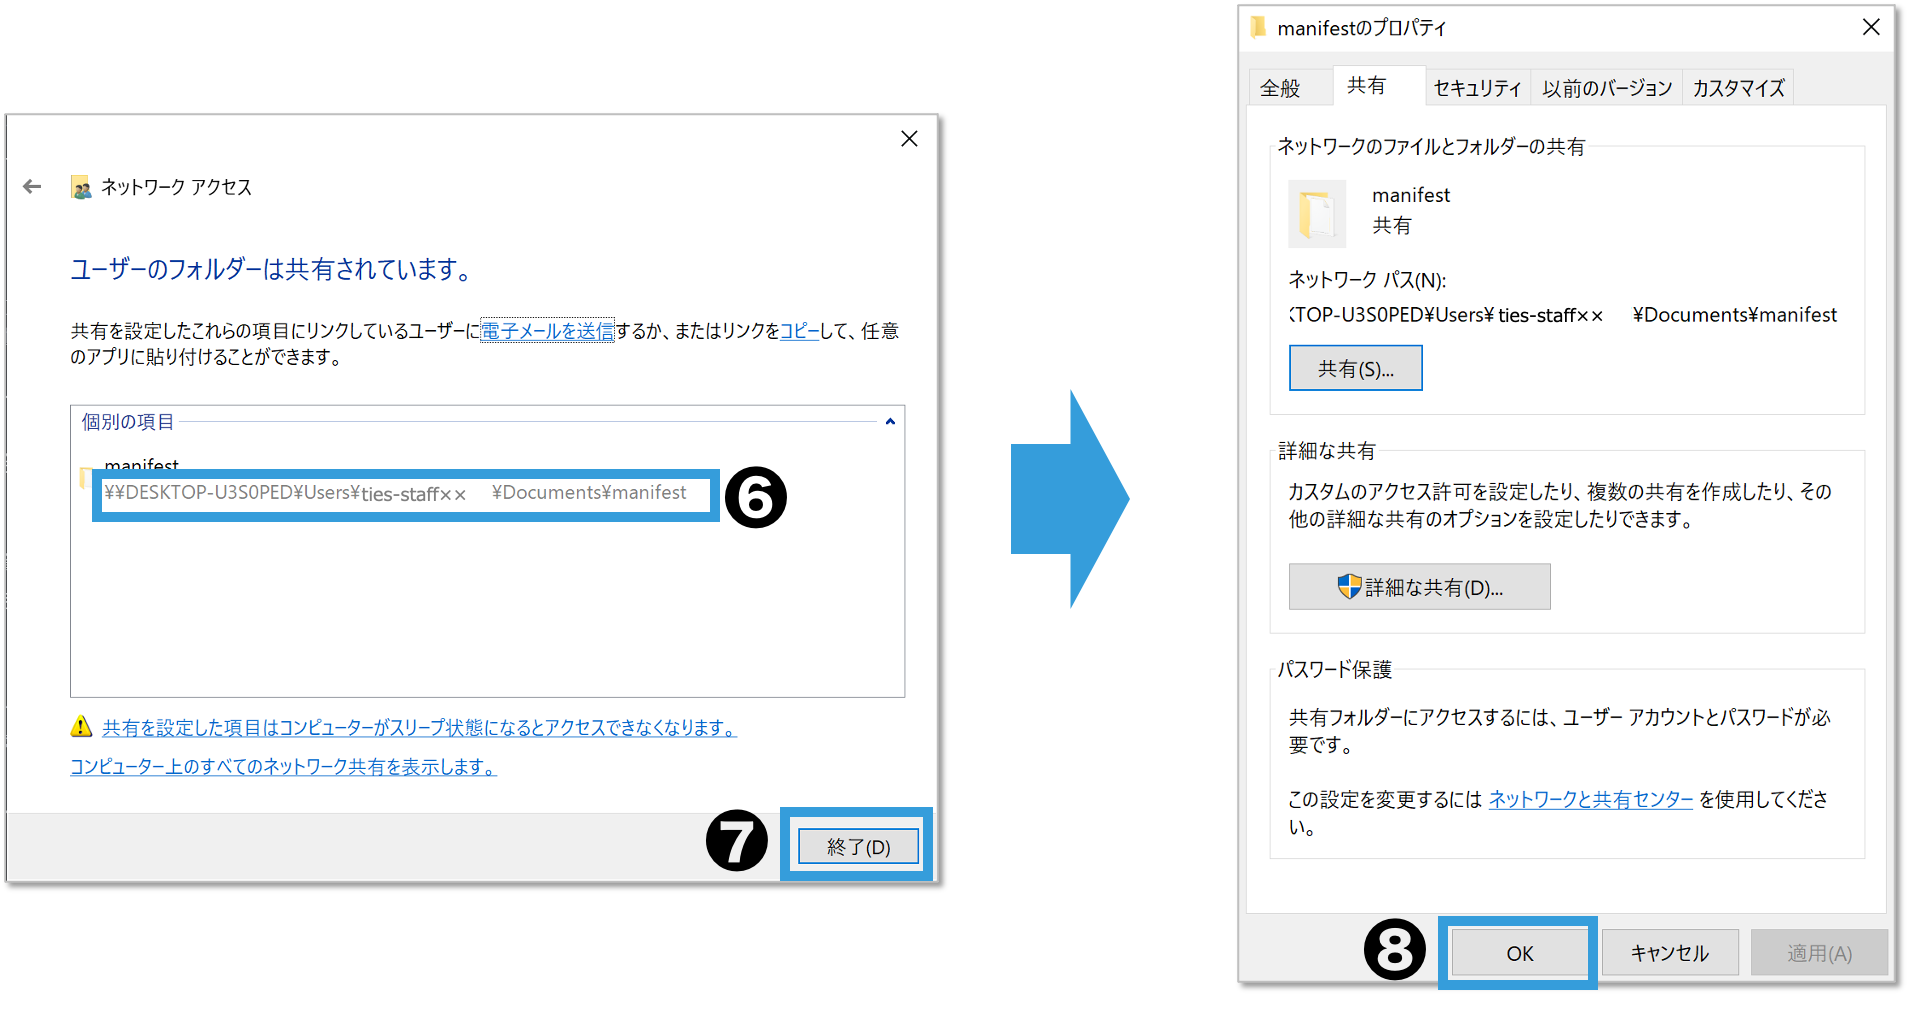 ネットワーク アクセス
ユーザーのフォルダーは共有されています。
共有を設定したこれらの項目にリンクしているユーザーに電子メールを送信するか、またはリンクをコピーして、任意
のアプリに貼り付けることができます。
個別の項目
manifest
¥¥DESKTOP-U3S0PED¥Users¥ties-staff×× ¥Documents¥manifest
❻
共有を設定した項目はコンピューターがスリープ状態になるとアクセスできなくなります。
コンピューター上のすべてのネットワーク共有を表示します。
❼
終了(D)
manifestのプロパティ
全般 共有 セキュリティ 以前のバージョン カスタマイズ
ネットワークのファイルとフォルダーの共有
manifest
共有
ネットワーク パス(N):
KTOP-U3S0PED¥Users¥ties-staff×× ¥Documents¥manifest
共有(S)...
詳細な共有
カスタムのアクセス許可を設定したり、複数の共有を作成したり、その
他の詳細な共有のオプションを設定したりできます。
詳細な共有(D)...
パスワード保護
共有フォルダーにアクセスするには、ユーザー アカウントとパスワードが必
要です。
この設定を変更するには ネットワークと共有センター を使用してくださ
い。
❽
OK キャンセル 適用(A)